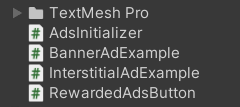 TextMesh Pro
AdsInitializer
BannerAdExample
InterstitialAdExample
RewardedAdsButton